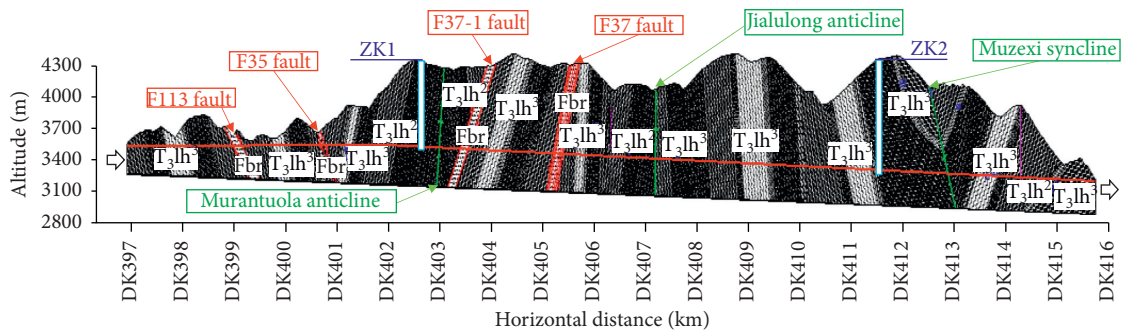 F37-1 fault
F37 fault
Jialulong anticline
ZK1
ZK2
Muzexi syncline
F35 fault
F113 fault
4300
4000
3700
3400
3100
2800
Altitude (m)
T₃lh²
T₃lh³
Fbr
T₃lh³
T₃lh²
Fbr
T₃lh³
T₃lh³
T₃lh³
T₃lh³
T₃lh-
Fbr
T₃lh³
Fbr
T₃lh³
T₃lh³
T₃lh²
T₃lh³
Murantuola anticline
DK397
DK398
DK399
DK400
DK401
DK402
DK403
DK404
DK405
DK406
DK407
DK408
DK409
DK410
DK411
DK412
DK413
DK414
DK415
DK416
Horizontal distance (km)